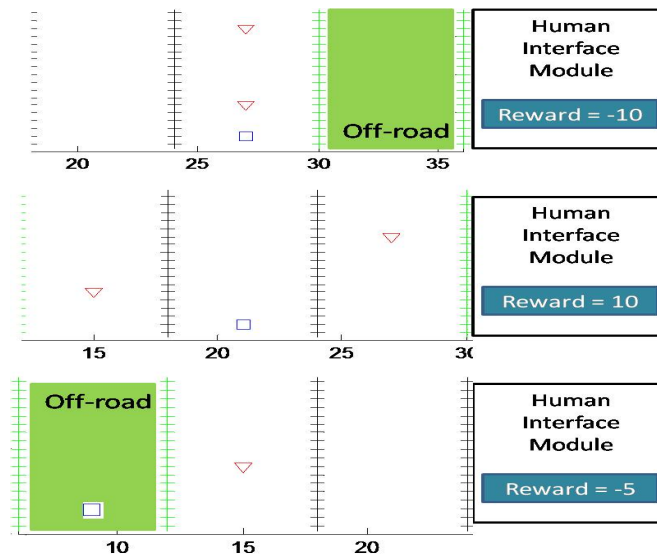 Human
Interface
Module
Reward = -10
Off-road
20 25 30 35
Human
Interface
Module
Reward = 10
15 20 25 30
Off-road
Human
Interface
Module
Reward = -5
10 15 20